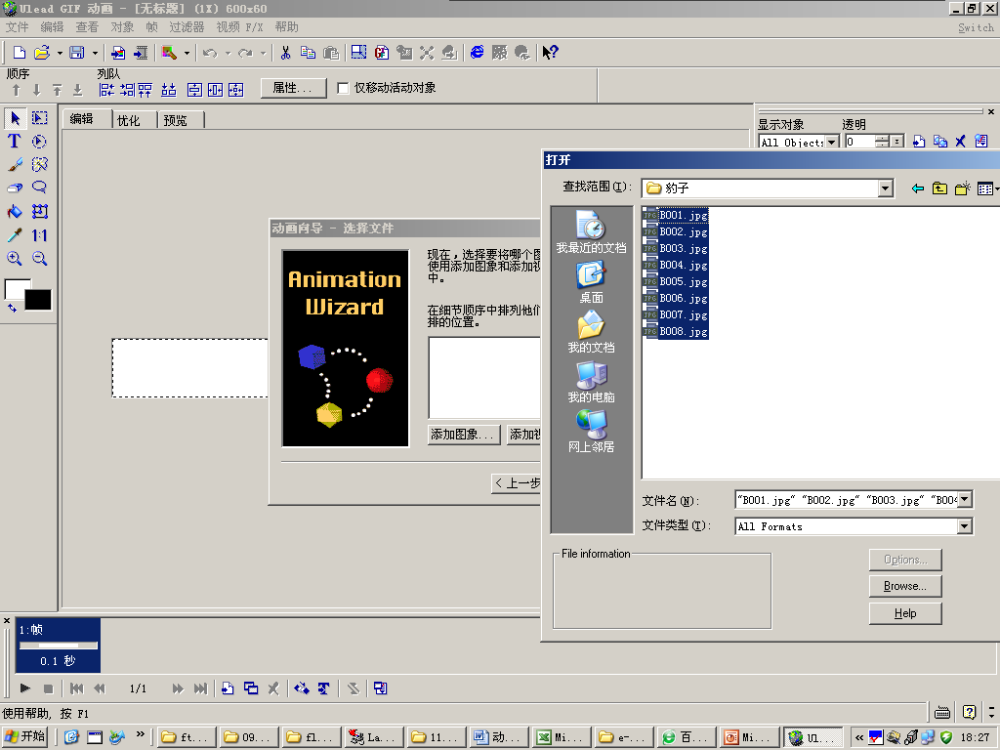 Ulead GIF 动画 - [无标题] (1X) 600x60
文件 编辑 查看 对象 帧 过滤器 视频 F/X 帮助
Switch
顺序 列队
属性... 仅移动活动对象
编辑 优化 预览
显示对象 透明
All Objects 0
T
1:1
动画向导 - 选择文件
Animation
Wizard
现在，选择要将哪个图
使用添加图象和添加视
中。
在细节顺序中排列他们
排的位置。
添加图象... 添加视
< 上一步
打开
查找范围(I): 豹子
我最近的文档
桌面
我的文档
我的电脑
网上邻居
B001.jpg
B002.jpg
B003.jpg
B004.jpg
B005.jpg
B006.jpg
B007.jpg
B008.jpg
文件名(N): "B001.jpg" "B002.jpg" "B003.jpg" "B004
文件类型(T): All Formats
File information
Options...
Browse...
Help
1:帧
0.1 秒
1/1
使用帮助, 按 F1
开始 ft... 09... fl... La... 11... 动... Mi... e-... 百... Mi... Ul... 18:27